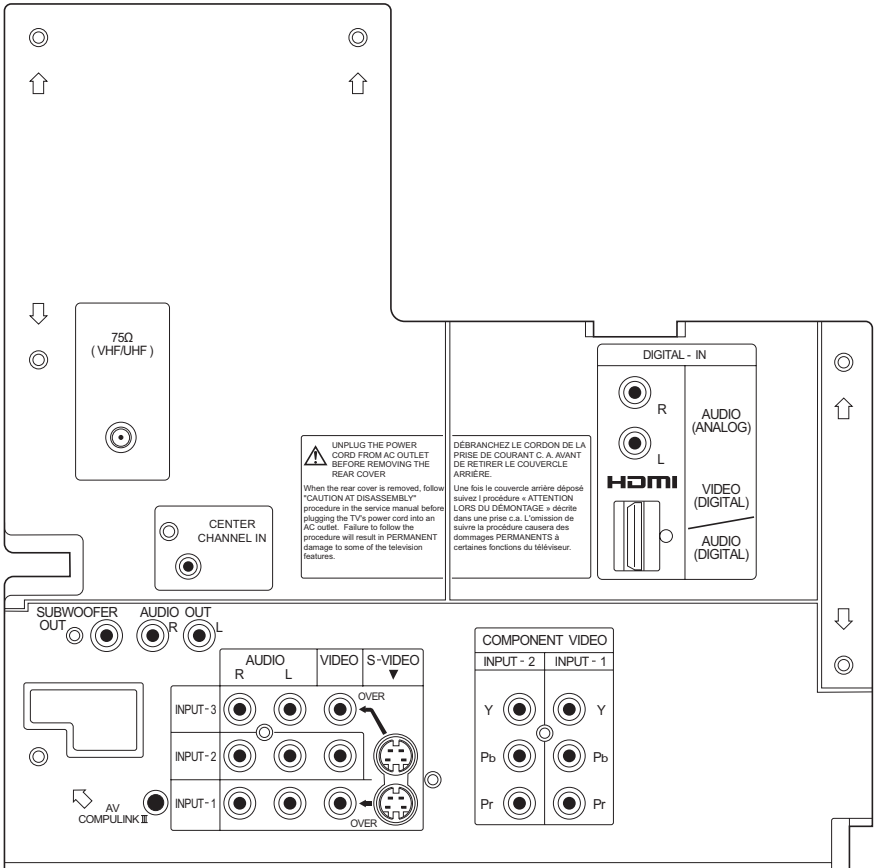 75Ω
( VHF/UHF )
DIGITAL - IN
R
L
AUDIO
(ANALOG)
HDMI
VIDEO
(DIGITAL)
AUDIO
(DIGITAL)
UNPLUG THE POWER
CORD FROM AC OUTLET
BEFORE REMOVING THE
REAR COVER
When the rear cover is removed, follow
"CAUTION AT DISASSEMBLY"
procedure in the service manual before
plugging the TV's power cord into an
AC outlet. Failure to follow the
procedure will result in PERMANENT
damage to some of the television
features.
DÉBRANCHEZ LE CORDON DE LA
PRISE DE COURANT C. A. AVANT
DE RETIRER LE COUVERCLE
ARRIÈRE.
Une fois le couvercle arrière déposé
suivez l procédure « ATTENTION
LORS DU DÉMONTAGE » décrite
dans une prise c.a. L'omission de
suivre la procédure causera des
dommages PERMANENTS à
certaines fonctions du téléviseur.
CENTER
CHANNEL IN
SUBWOOFER
OUT
AUDIO OUT
R
L
AUDIO
R L
VIDEO
S-VIDEO
▼
INPUT-3
OVER
INPUT-2
INPUT-1
OVER
AV
COMPULINK II
COMPONENT VIDEO
INPUT - 2 INPUT - 1
Y Y
Pb Pb
Pr Pr